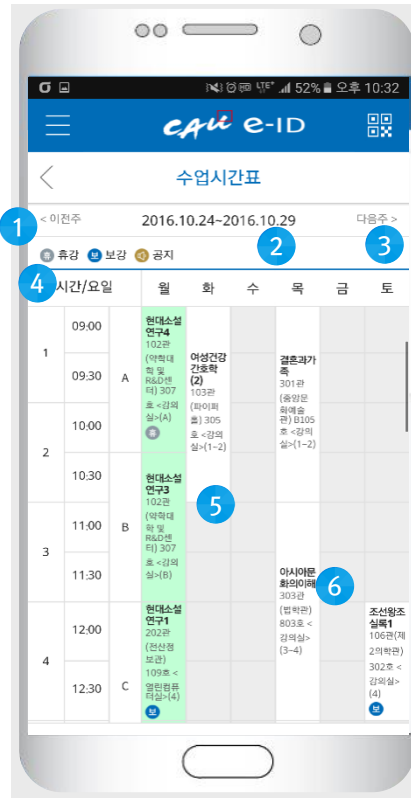 LTE+ 52% 오후 10:32
CAU e-ID
수업시간표
1 < 이전주 2016.10.24~2016.10.29 다음주 >
2 3
휴 휴강 보 보강 공지
4 시간/요일 월 화 수 목 금 토
1
09:00
09:30
A
2
10:00
10:30
3
11:00
B
11:30
4
12:00
12:30
C
현대소설
연구4
102관
(약학대
학 및
R&D센
터) 307
호 <강의
실>(A)
휴
현대소설
연구3
102관
(약학대
학 및
R&D센
터) 307
호 <강의
실>(B)
현대소설
연구1
202관
(전산정
보관)
109호 <
열린컴퓨
터실>(4)
보
여성건강
간호학
(2)
103관
(파이퍼
홀) 305
호 <강의
실>(1~2)
5
결혼과가
족
301관
(중앙문
화예술
관) B105
호 <강의
실>(1~2)
아시아문
화의이해
6
303관
(법학관)
803호 <
강의실>
(3~4)
조선왕조
실록1
106관(제
2의학관)
302호 <
강의실>
(4)
보